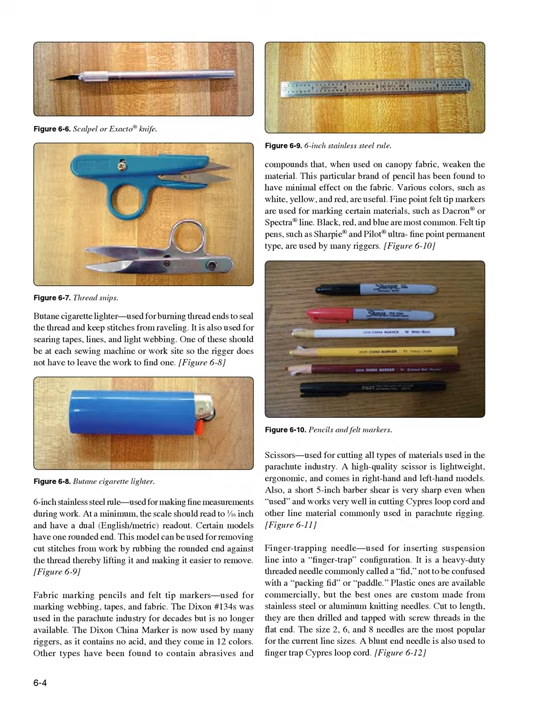 Figure 6-6. Scalpel or Exacto® knife.
Figure 6-7. Thread snips.
Butane cigarette lighter—used for burning thread ends to seal
the thread and keep stitches from raveling. It is also used for
searing tapes, lines, and light webbing. One of these should
be at each sewing machine or work site so the rigger does
not have to leave the work to find one. [Figure 6-8]
Figure 6-8. Butane cigarette lighter.
6-inch stainless steel rule—used for making fine measurements
during work. At a minimum, the scale should read to 1⁄16 inch
and have a dual (English/metric) readout. Certain models
have one rounded end. This model can be used for removing
cut stitches from work by rubbing the rounded end against
the thread thereby lifting it and making it easier to remove.
[Figure 6-9]
Fabric marking pencils and felt tip markers—used for
marking webbing, tapes, and fabric. The Dixon #134s was
used in the parachute industry for decades but is no longer
available. The Dixon China Marker is now used by many
riggers, as it contains no acid, and they come in 12 colors.
Other types have been found to contain abrasives and
Figure 6-9. 6-inch stainless steel rule.
compounds that, when used on canopy fabric, weaken the
material. This particular brand of pencil has been found to
have minimal effect on the fabric. Various colors, such as
white, yellow, and red, are useful. Fine point felt tip markers
are used for marking certain materials, such as Dacron® or
Spectra® line. Black, red, and blue are most common. Felt tip
pens, such as Sharpie® and Pilot® ultra- fine point permanent
type, are used by many riggers. [Figure 6-10]
Sharpie
Sharpie
CHINA MARKER
CHINA MARKER
CHINA MARKER
PILOT
Figure 6-10. Pencils and felt markers.
Scissors—used for cutting all types of materials used in the
parachute industry. A high-quality scissor is lightweight,
ergonomic, and comes in right-hand and left-hand models.
Also, a short 5-inch barber shear is very sharp even when
“used” and works very well in cutting Cypres loop cord and
other line material commonly used in parachute rigging.
[Figure 6-11]
Finger-trapping needle—used for inserting suspension
line into a “finger-trap” configuration. It is a heavy-duty
threaded needle commonly called a “fid,” not to be confused
with a “packing fid” or “paddle.” Plastic ones are available
commercially, but the best ones are custom made from
stainless steel or aluminum knitting needles. Cut to length,
they are then drilled and tapped with screw threads in the
flat end. The size 2, 6, and 8 needles are the most popular
for the current line sizes. A blunt end needle is also used to
finger trap Cypres loop cord. [Figure 6-12]
6-4